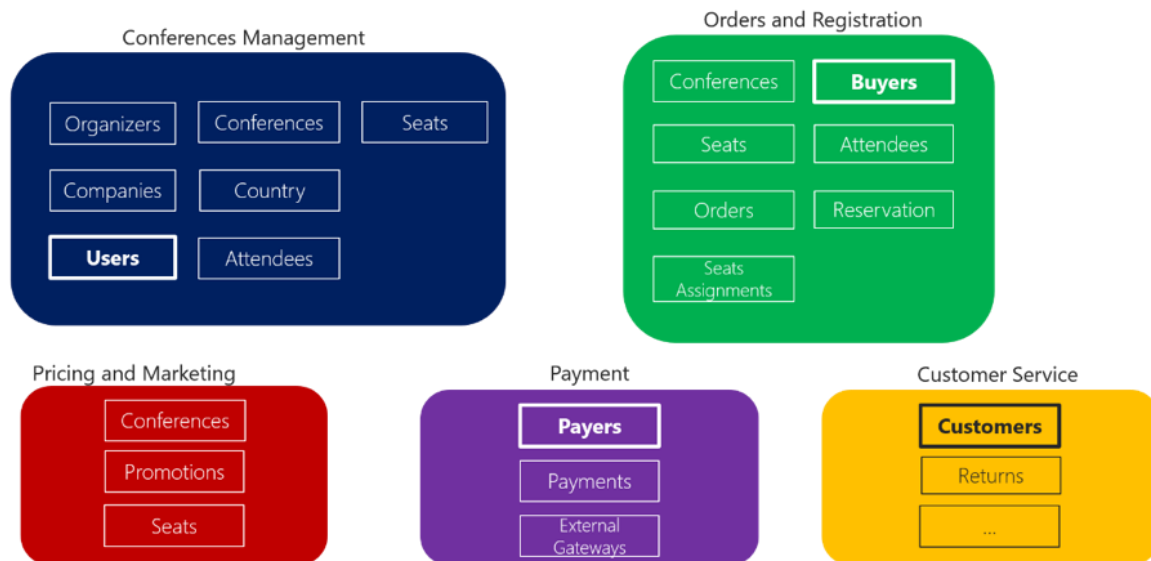 Conferences Management
Organizers
Conferences
Seats
Companies
Country
Users
Attendees
Orders and Registration
Conferences
Buyers
Seats
Attendees
Orders
Reservation
Seats
Assignments
Pricing and Marketing
Conferences
Promotions
Seats
Payment
Payers
Payments
External
Gateways
Customer Service
Customers
Returns
...